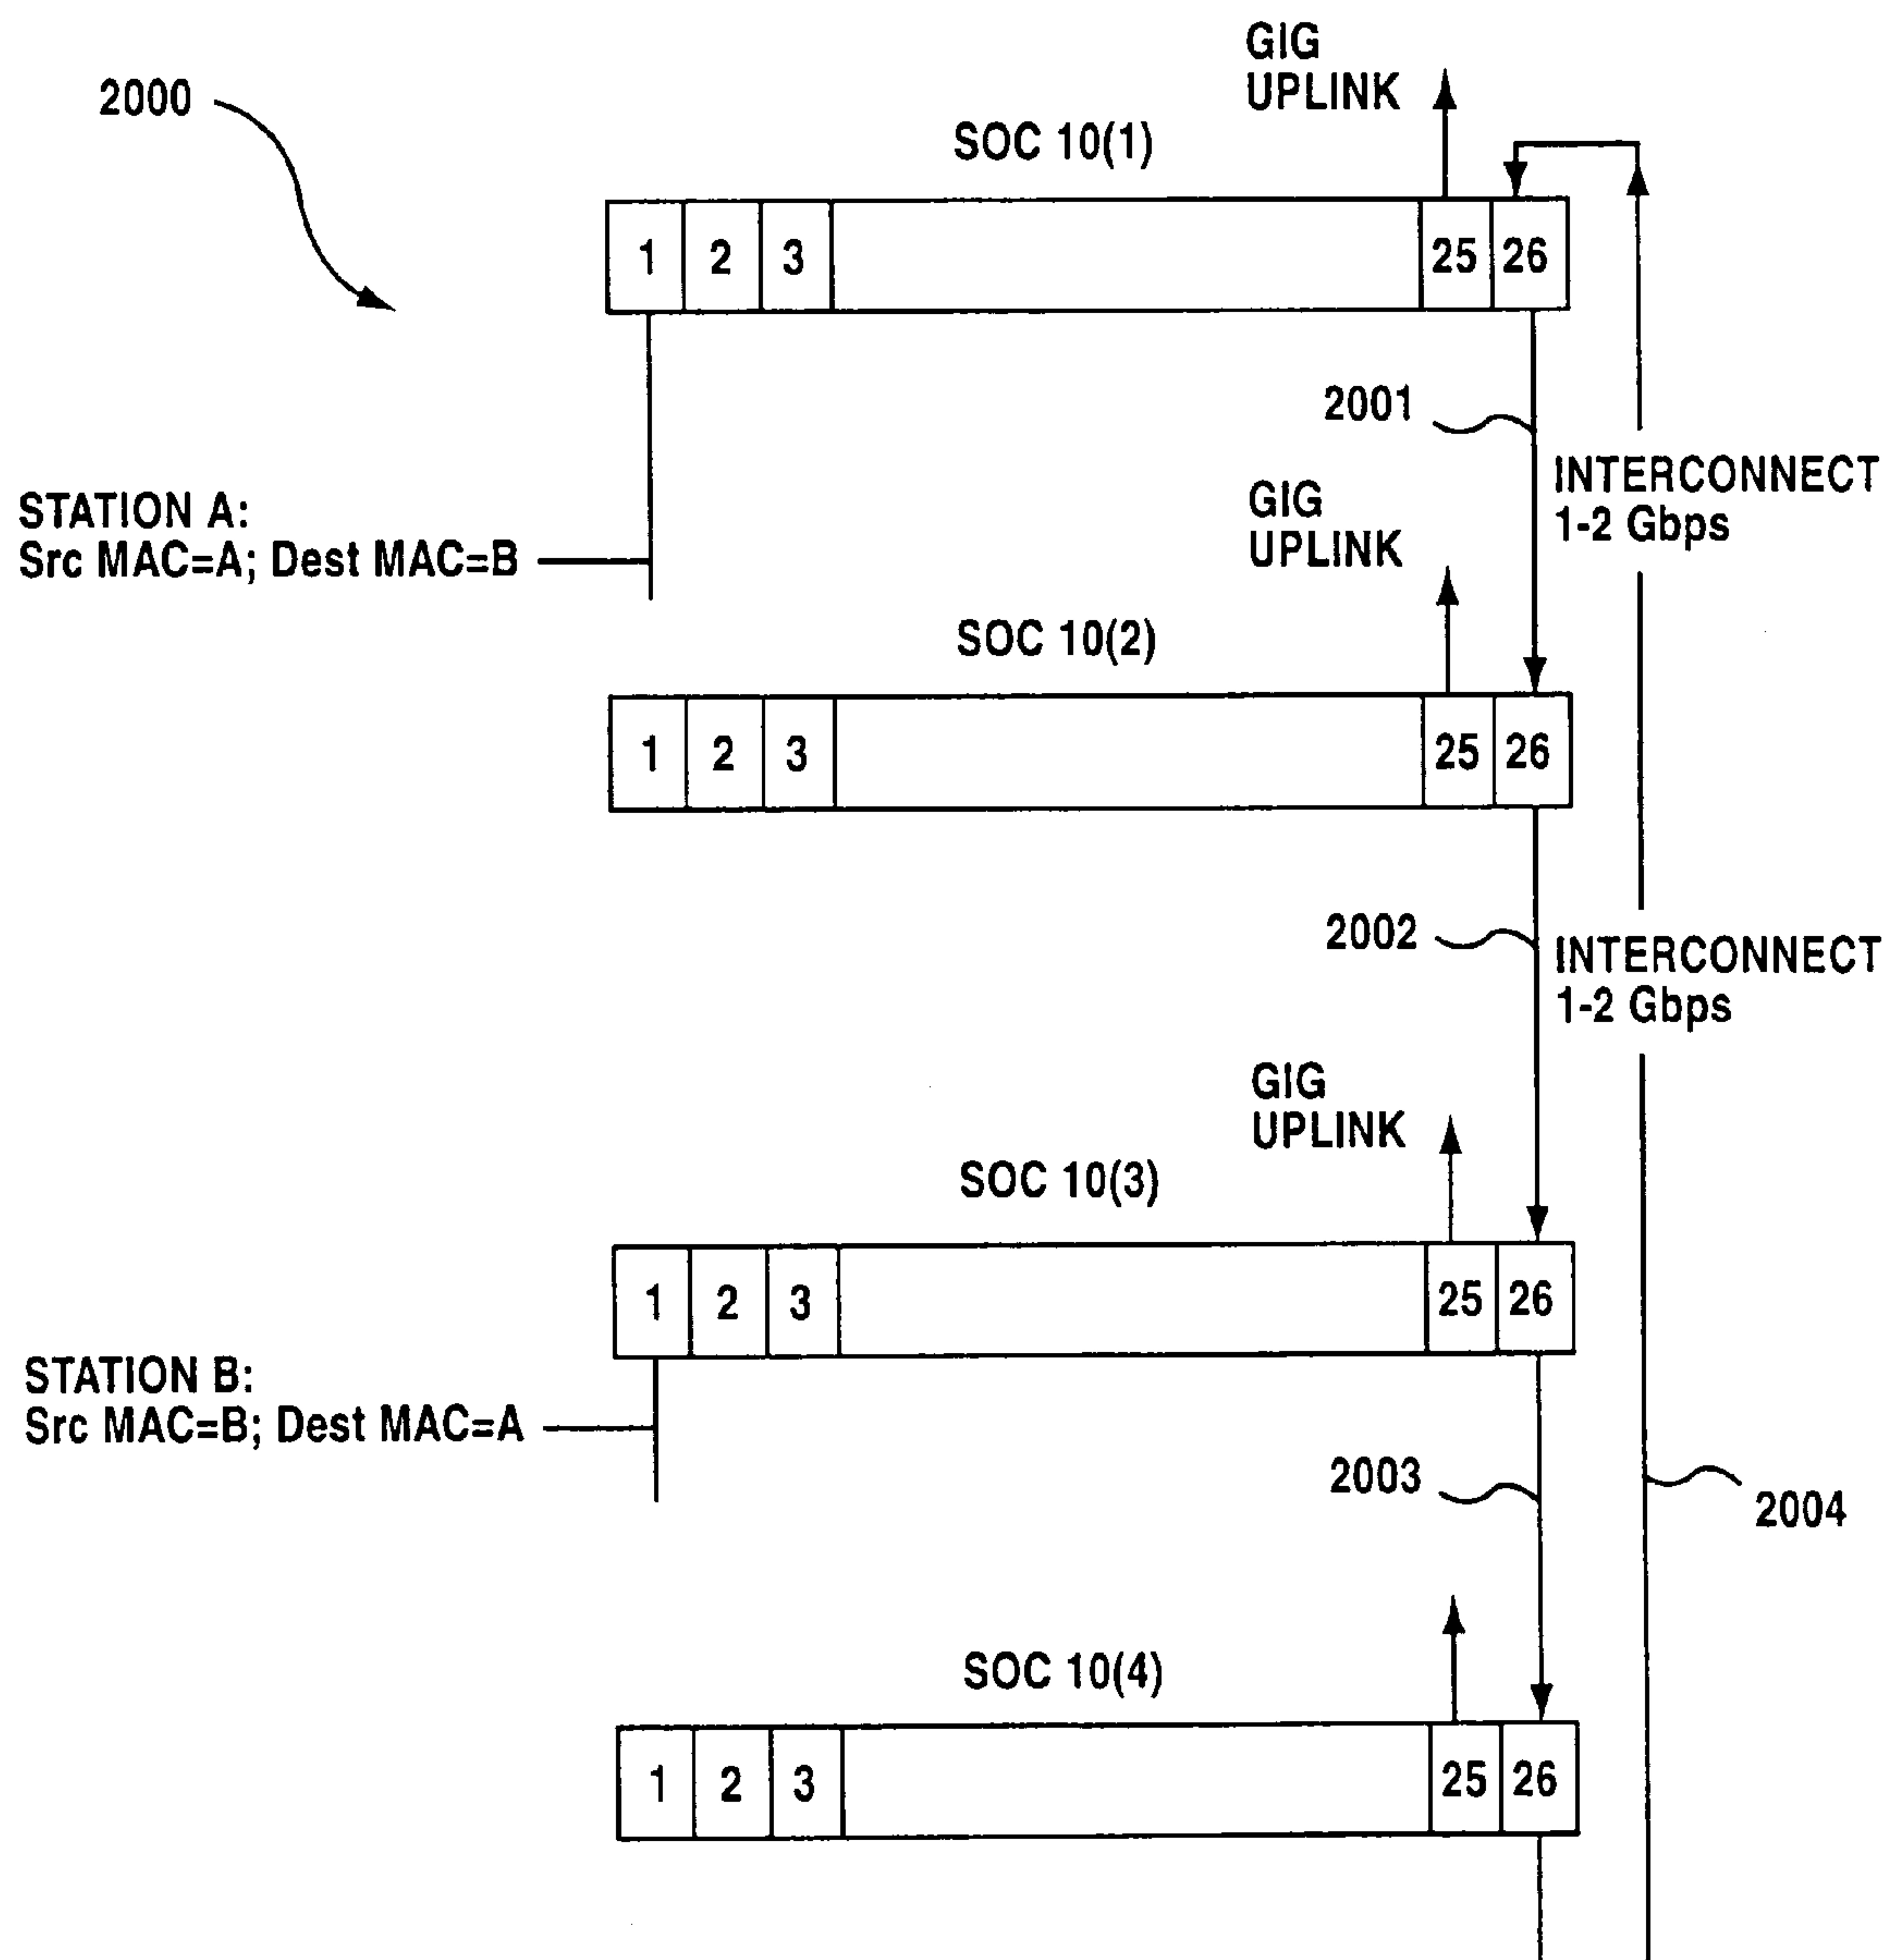 2000
GIG
UPLINK
SOC 10(1)
1 2 3 25 26
2001
INTERCONNECT
1-2 Gbps
STATION A:
Src MAC=A; Dest MAC=B
GIG
UPLINK
SOC 10(2)
1 2 3 25 26
2002
INTERCONNECT
1-2 Gbps
GIG
UPLINK
SOC 10(3)
1 2 3 25 26
STATION B:
Src MAC=B; Dest MAC=A
2003
2004
SOC 10(4)
1 2 3 25 26